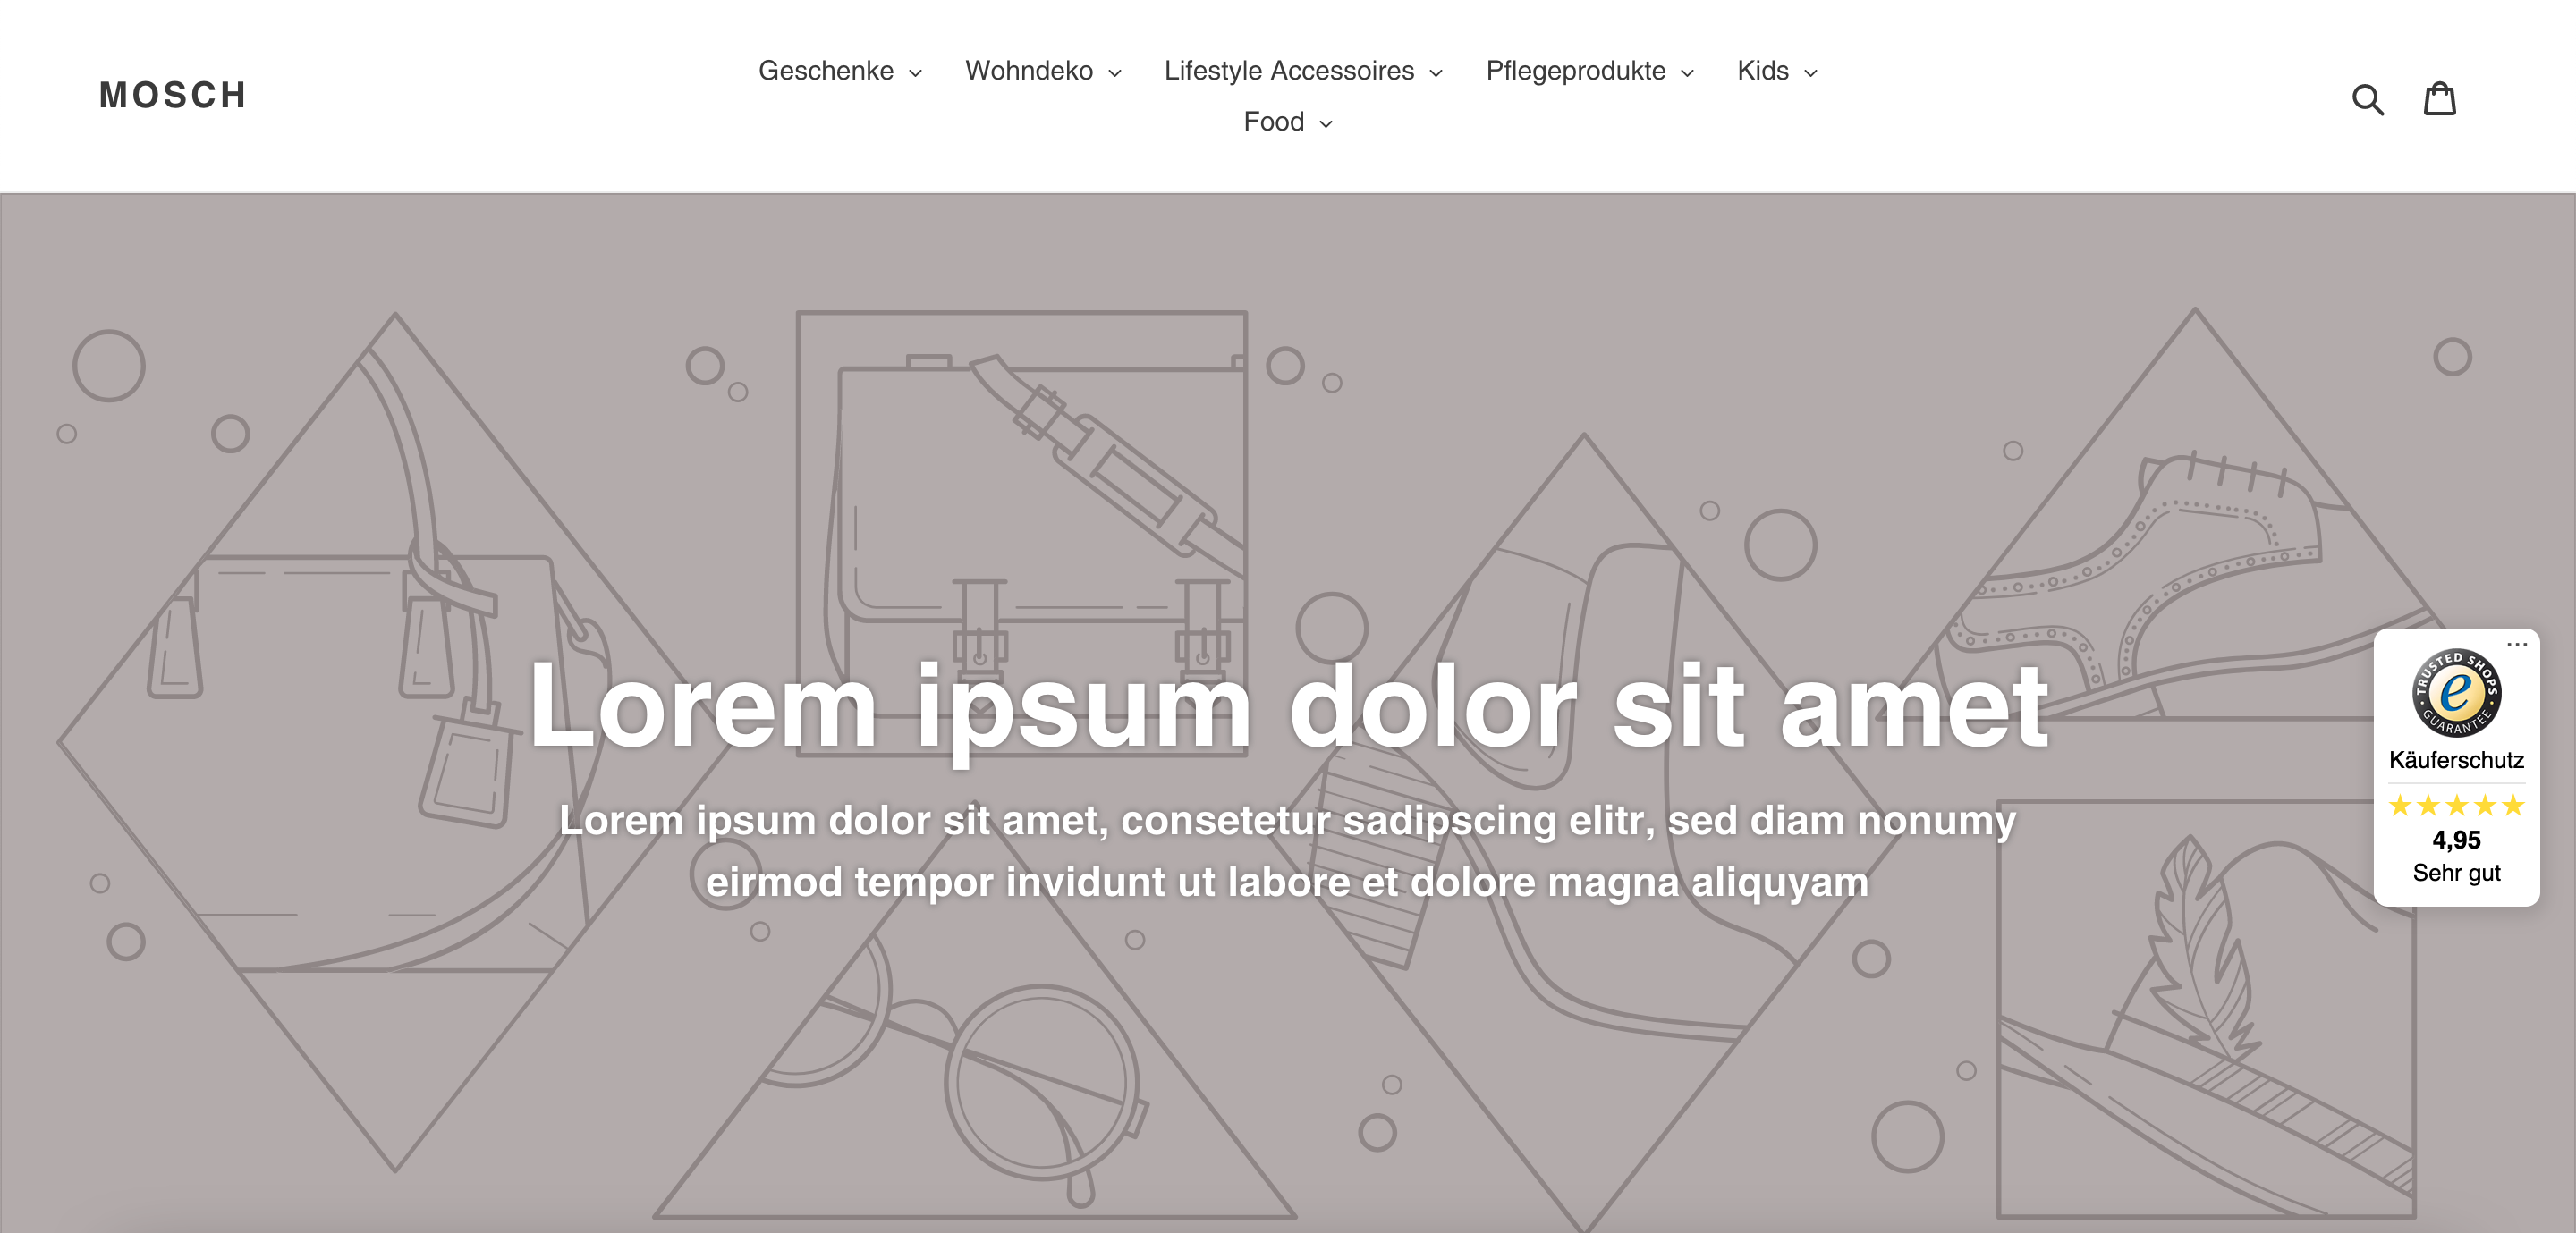 MOSCH
Geschenke Wohndeko Lifestyle Accessoires Pflegeprodukte Kids
Food
Lorem ipsum dolor sit amet
Lorem ipsum dolor sit amet, consetetur sadipscing elitr, sed diam nonumy
eirmod tempor invidunt ut labore et dolore magna aliquyam
TRUSTED SHOPS
e
GUARANTEE
Käuferschutz
4,95
Sehr gut